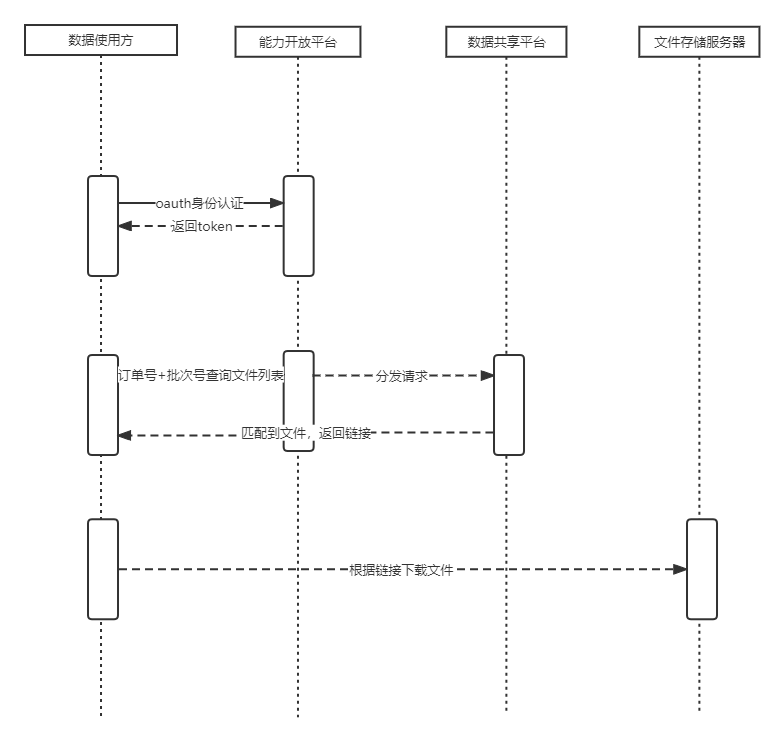 数据使用方
能力开放平台
数据共享平台
文件存储服务器
oauth身份认证
返回token
订单号+批次号查询文件列表
分发请求
匹配到文件，返回链接
根据链接下载文件